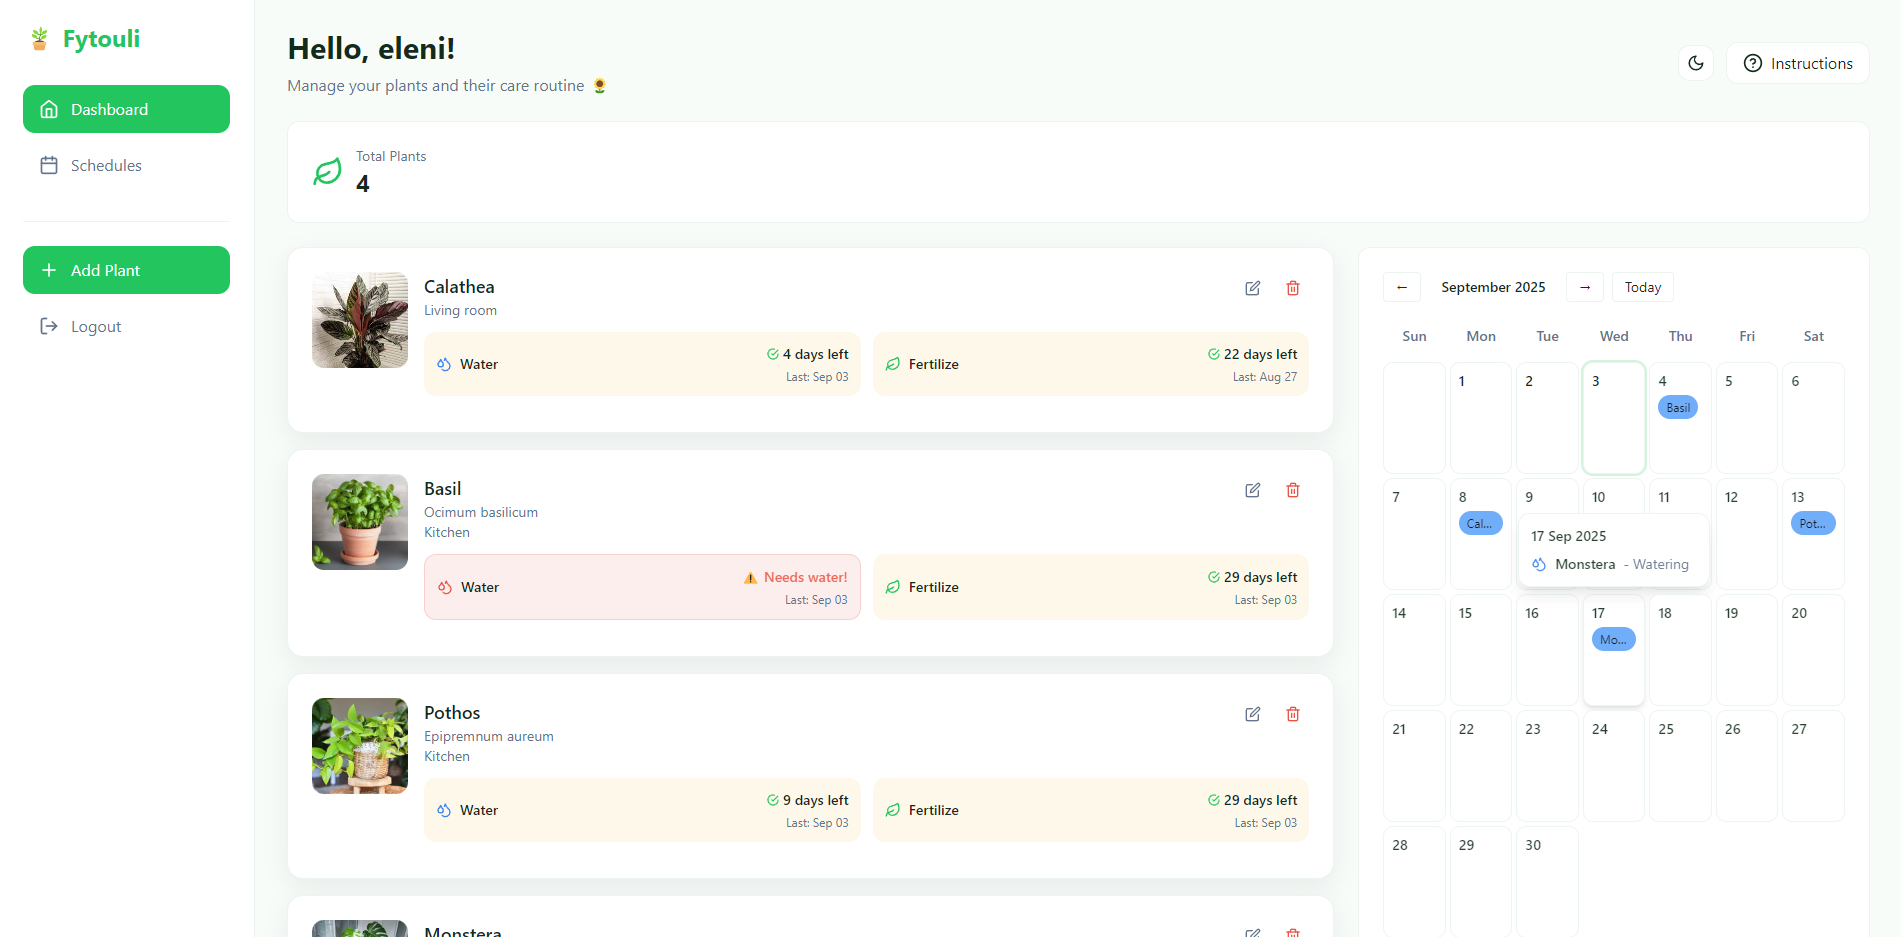 Fytouli
Dashboard
Schedules
Add Plant
Logout
Hello, eleni!
Manage your plants and their care routine 🌻
Instructions
Total Plants
4
Calathea
Living room
Water
4 days left
Last: Sep 03
Fertilize
22 days left
Last: Aug 27
Basil
Ocimum basilicum
Kitchen
Water
⚠️ Needs water!
Last: Sep 03
Fertilize
29 days left
Last: Sep 03
Pothos
Epipremnum aureum
Kitchen
Water
9 days left
Last: Sep 03
Fertilize
29 days left
Last: Sep 03
Monstera
← September 2025 → Today
Sun Mon Tue Wed Thu Fri Sat
1 2 3 4 5 6
Basil
7 8 9 10 11 12 13
Cal... Pot...
17 Sep 2025
Monstera - Watering
14 15 16 17 18 19 20
Mo...
21 22 23 24 25 26 27
28 29 30